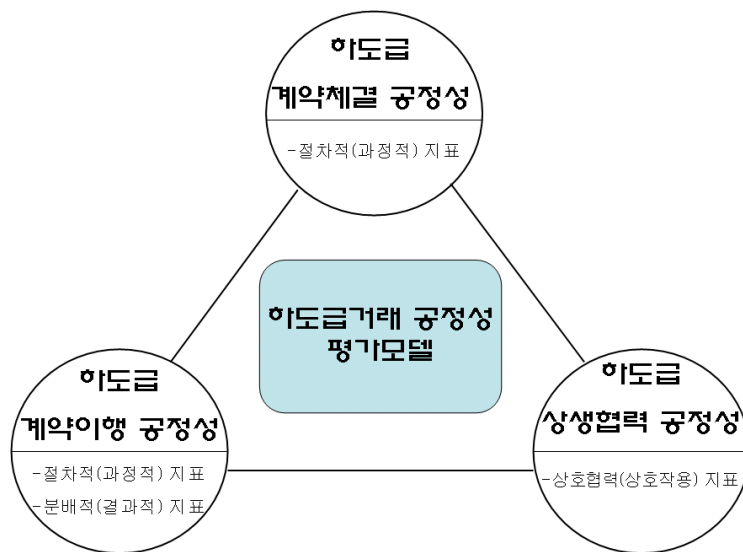 하도급
계약체결 공정성
-절차적(과정적) 지표
하도급거래 공정성
평가모델
하도급
계약이행 공정성
-절차적(과정적) 지표
-분배적(결과적) 지표
하도급
상생협력 공정성
-상호협력(상호작용) 지표